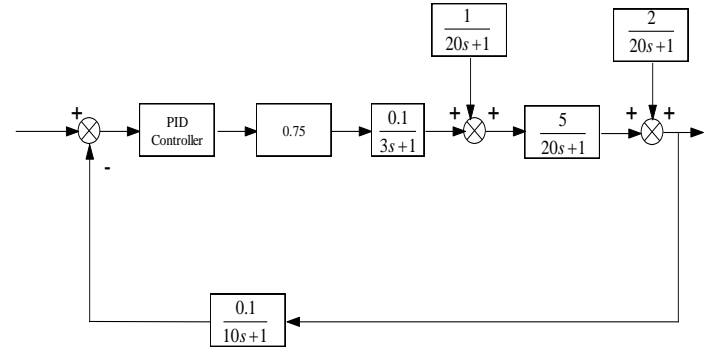 1
20s+1
2
20s+1
+
PID
Controller
0.75
0.1
3s+1
+ +
5
20s+1
+ +
-
0.1
10s+1